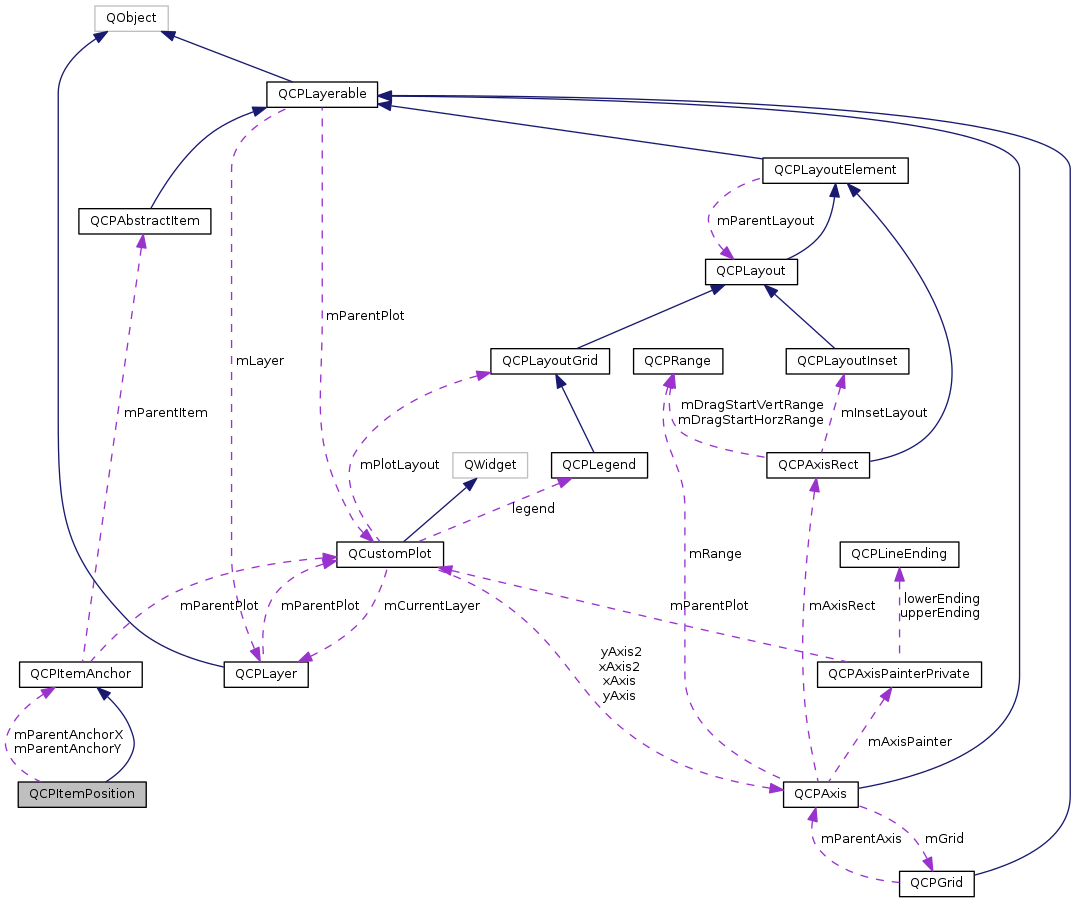 QObject
QCPLayerable
QCPLayoutElement
QCPAbstractItem
mParentLayout
QCPLayout
mParentPlot
mLayer
QCPLayoutGrid
QCPRange
QCPLayoutInset
mParentItem
mDragStartVertRange
mDragStartHorzRange
mInsetLayout
mPlotLayout
QWidget
QCPLegend
QCPAxisRect
legend
QCustomPlot
mRange
QCPLineEnding
mParentPlot
mParentPlot
mCurrentLayer
mParentPlot
mAxisRect
lowerEnding
upperEnding
yAxis2
xAxis2
xAxis
yAxis
QCPItemAnchor
QCPLayer
QCPAxisPainterPrivate
mParentAnchorX
mParentAnchorY
mAxisPainter
QCPItemPosition
QCPAxis
mParentAxis
mGrid
QCPGrid